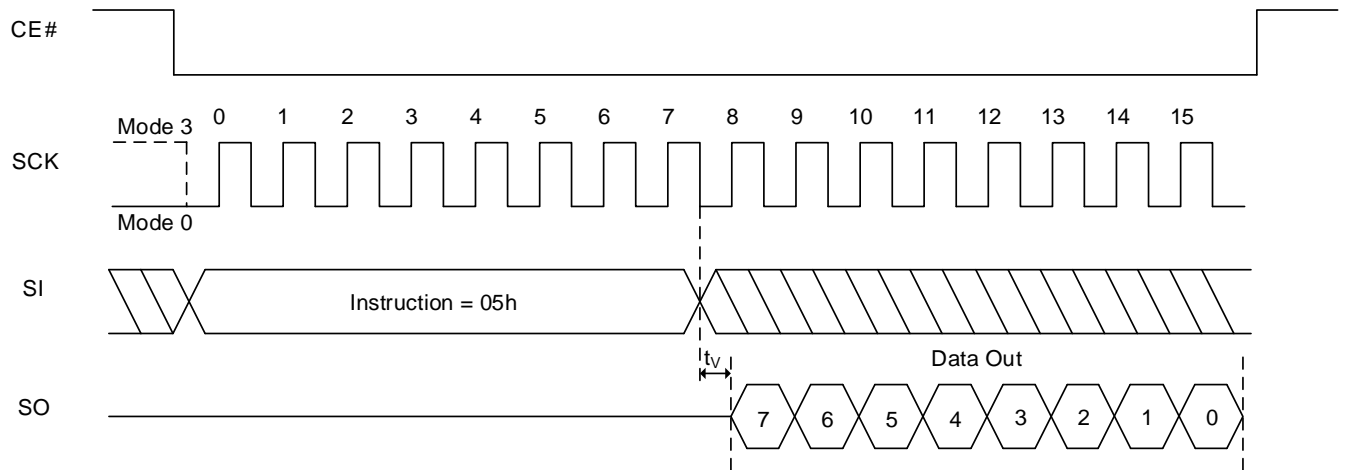 CE#
0 1 2 3 4 5 6 7 8 9 10 11 12 13 14 15
Mode 3
SCK
Mode 0
SI
Instruction = 05h
tV
Data Out
SO
7 6 5 4 3 2 1 0